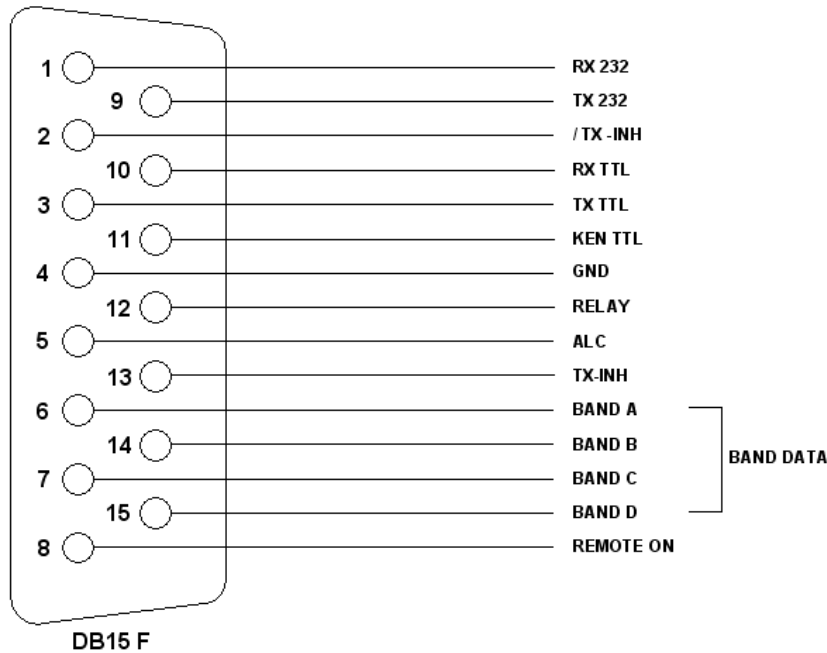 1 RX 232
9 TX 232
2 / TX -INH
10 RX TTL
3 TX TTL
11 KEN TTL
4 GND
12 RELAY
5 ALC
13 TX-INH
6 BAND A
14 BAND B
BAND DATA
7 BAND C
15 BAND D
8 REMOTE ON
DB15 F